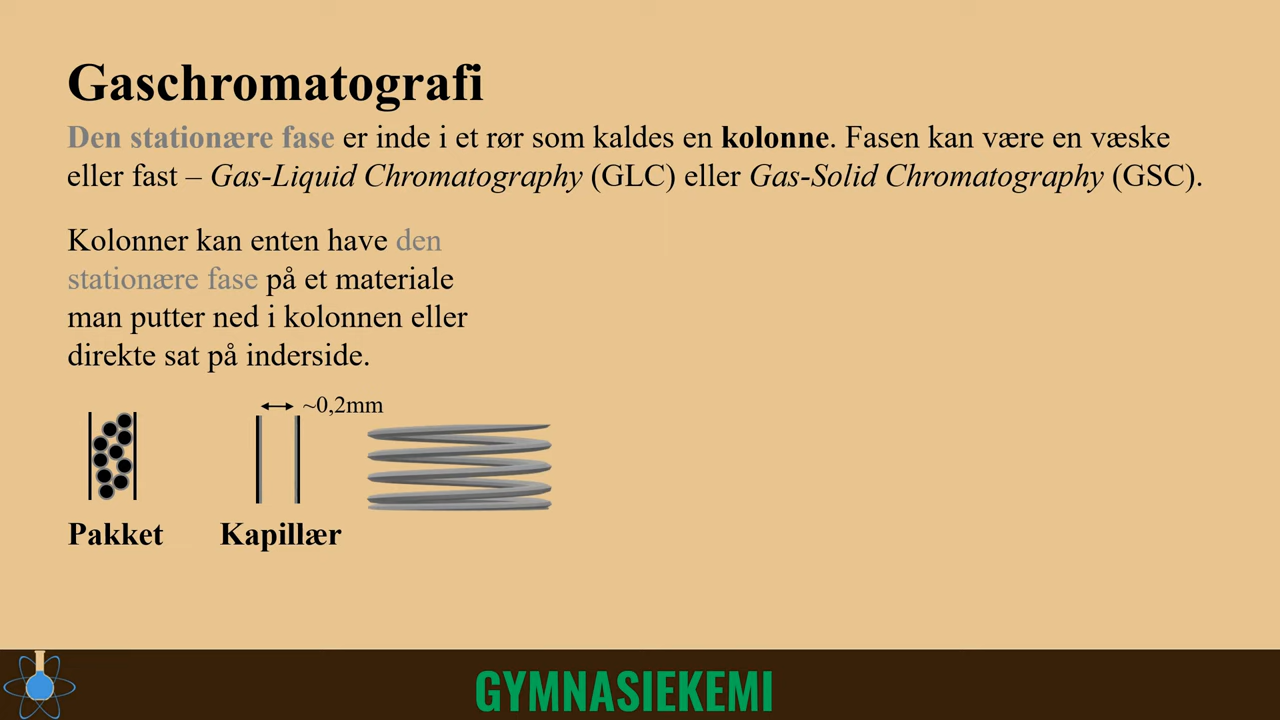 Gaschromatografi
Den stationære fase er inde i et rør som kaldes en kolonne. Fasen kan være en væske
eller fast – Gas-Liquid Chromatography (GLC) eller Gas-Solid Chromatography (GSC).
Kolonner kan enten have den
stationære fase på et materiale
man putter ned i kolonnen eller
direkte sat på inderside.
~0,2mm
Pakket
Kapillær
GYMNASIEKEMI